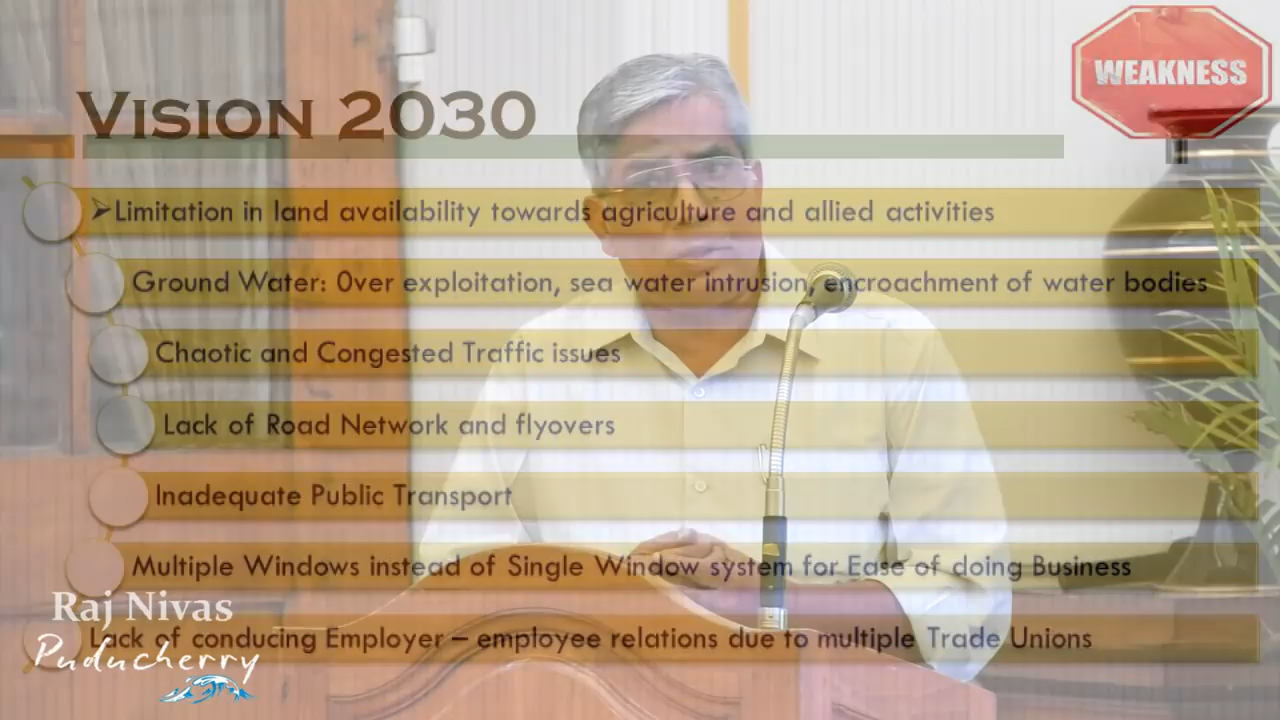 WEAKNESS
VISION 2030
➢Limitation in land availability towards agriculture and allied activities
Ground Water: 0ver exploitation, sea water intrusion, encroachment of water bodies
Chaotic and Congested Traffic issues
Lack of Road Network and flyovers
Inadequate Public Transport
Multiple Windows instead of Single Window system for Ease of doing Business
Lack of conducing Employer – employee relations due to multiple Trade Unions
Raj Nivas
Puducherry